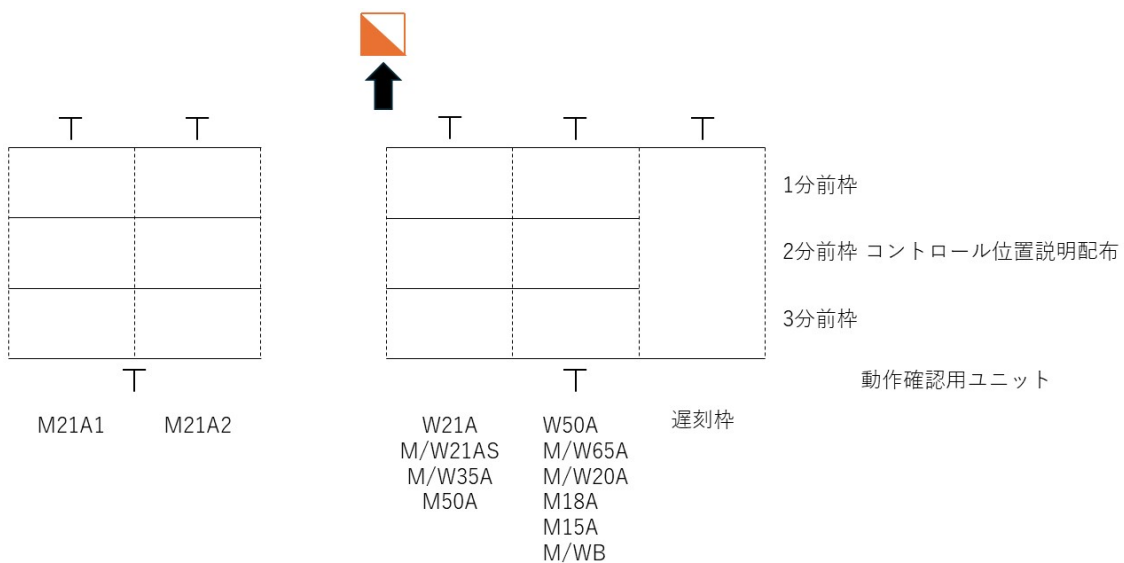 1分前枠
2分前枠 コントロール位置説明配布
3分前枠
動作確認用ユニット
M21A1
M21A2
W21A
M/W21AS
M/W35A
M50A
W50A
M/W65A
M/W20A
M18A
M15A
M/WB
遅刻枠